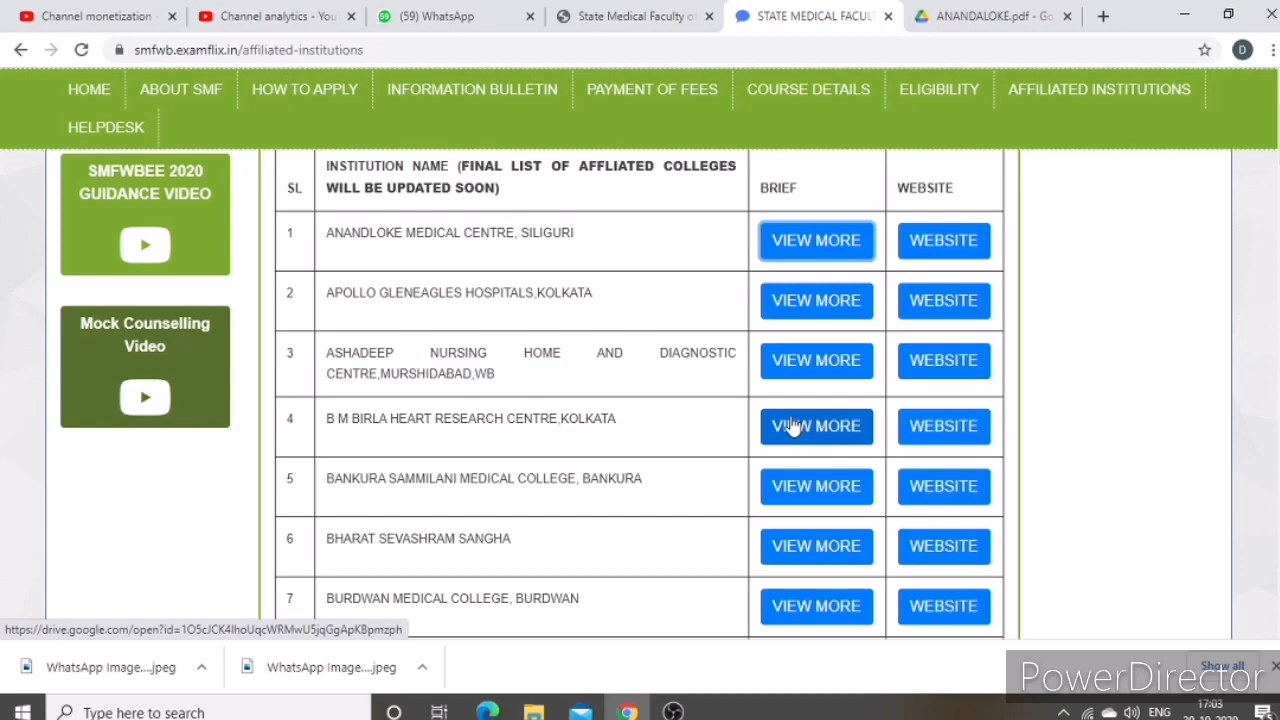 Channel monetization -
Channel analytics - You
(59) WhatsApp
State Medical Faculty o
STATE MEDICAL FACULT
ANANDALOKE.pdf - Go
smfwb.examflix.in/affiliated-institutions
D
HOME
ABOUT SMF
HOW TO APPLY
INFORMATION BULLETIN
PAYMENT OF FEES
COURSE DETAILS
ELIGIBILITY
AFFILIATED INSTITUTIONS
HELPDESK
SMFWBEE 2020
GUIDANCE VIDEO
Mock Counselling
Video
SL
INSTITUTION NAME (FINAL LIST OF AFFLIATED COLLEGES
WILL BE UPDATED SOON)
BRIEF
WEBSITE
1
ANANDLOKE MEDICAL CENTRE, SILIGURI
VIEW MORE
WEBSITE
2
APOLLO GLENEAGLES HOSPITALS,KOLKATA
VIEW MORE
WEBSITE
3
ASHADEEP NURSING HOME AND DIAGNOSTIC
CENTRE,MURSHIDABAD,WB
VIEW MORE
WEBSITE
4
B M BIRLA HEART RESEARCH CENTRE,KOLKATA
VIEW MORE
WEBSITE
5
BANKURA SAMMILANI MEDICAL COLLEGE, BANKURA
VIEW MORE
WEBSITE
6
BHARAT SEVASHRAM SANGHA
VIEW MORE
WEBSITE
7
BURDWAN MEDICAL COLLEGE, BURDWAN
VIEW MORE
WEBSITE
https://drive.google.com/open?id=1O5cJCK4IhoUqcWRMwU5jqGgApK8pmzph
WhatsApp Image....jpeg
WhatsApp Image....jpeg
Show all
PowerDirector
Type here to search
ENG
17:03